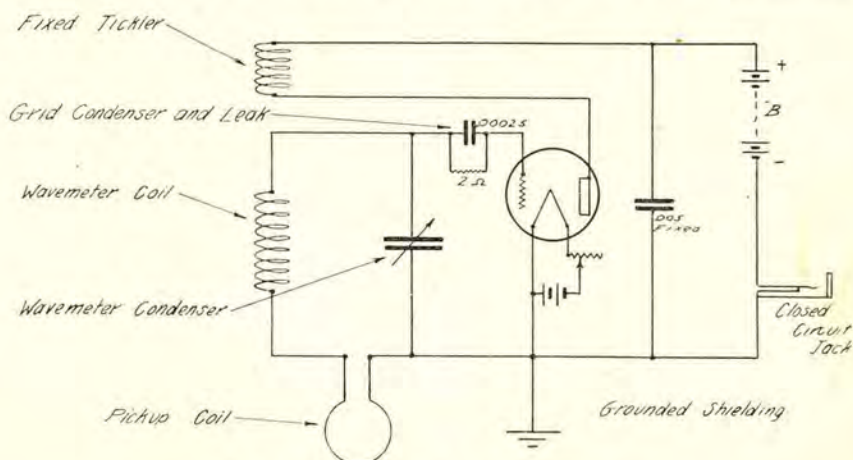 Fixed Tickler
Grid Condenser and Leak
.00025
2 Ω
Wavemeter Coil
Wavemeter Condenser
Pickup Coil
+
B
-
.005
Fixed
Closed
Circuit
Jack
Grounded Shielding